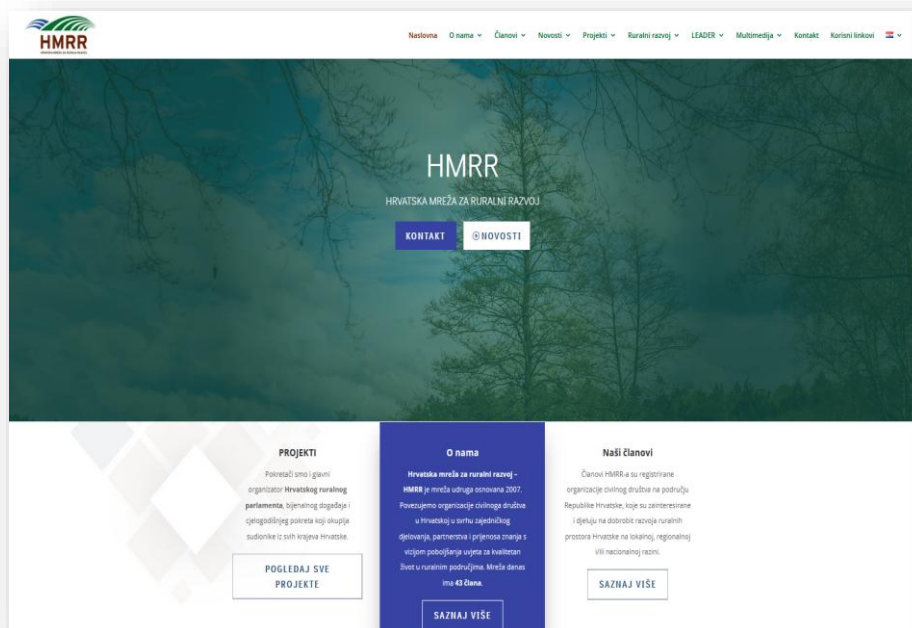 HMRR
Naslovna O nama Članovi Novosti Projekti Ruralni razvoj LEADER Multimedija Kontakt Korisni linkovi
HMRR
HRVATSKA MREŽA ZA RURALNI RAZVOJ
KONTAKT
NOVOSTI
PROJEKTI
Pokretači smo i glavni
organizator Hrvatskog ruralnog
parlamenta, bijenalnog događaja i
cjelogodišnjeg pokreta koji okuplja
sudionike iz svih krajeva Hrvatske.
POGLEDAJ SVE
PROJEKTE
O nama
Hrvatska mreža za ruralni razvoj –
HMRR je mreža udruga osnovana 2007.
Povezujemo organizacije civilnoga društva
u Hrvatskoj u svrhu zajedničkog
djelovanja, partnerstva i prijenosa znanja s
vizijom poboljšanja uvjeta za kvalitetan
život u ruralnim područjima. Mreža danas
ima 43 člana.
SAZNAJ VIŠE
Naši članovi
Članovi HMRR-a su registrirane
organizacije civilnog društva na području
Republike Hrvatske, koje su zainteresirane
i djeluju na dobrobit razvoja ruralnih
prostora Hrvatske na lokalnoj, regionalnoj
i/ili nacionalnoj razini.
SAZNAJ VIŠE